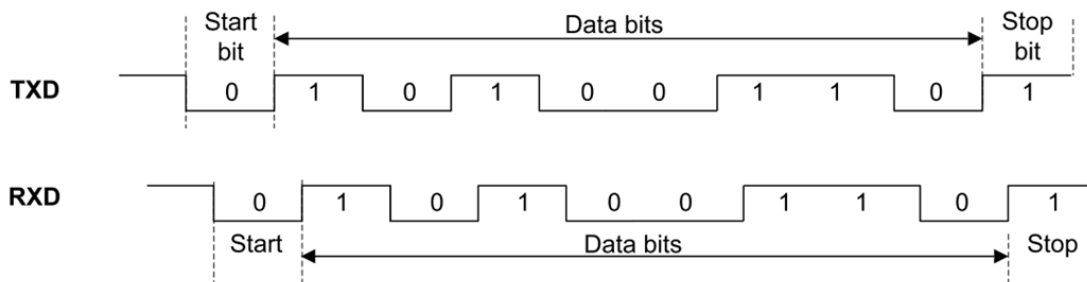 Start
bit
Data bits
Stop
bit
TXD 0 1 0 1 0 0 1 1 0 1
RXD 0 1 0 1 0 0 1 1 0 1
Start Data bits Stop